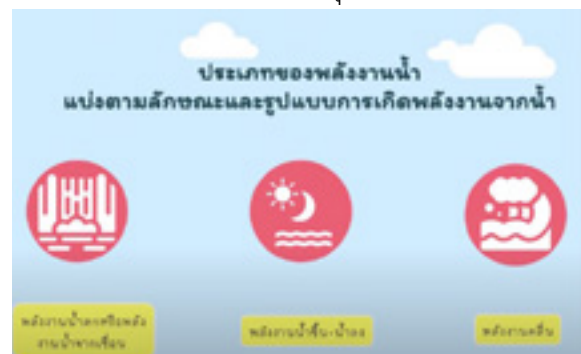 ประเภทของพลังงานน้ำ
แบ่งตามลักษณะและรูปแบบการเกิดพลังงานจากน้ำ
พลังงานน้ำตกหรือพลัง
งานน้ำจากเขื่อน
พลังงานน้ำขึ้น-น้ำลง
พลังงานคลื่น